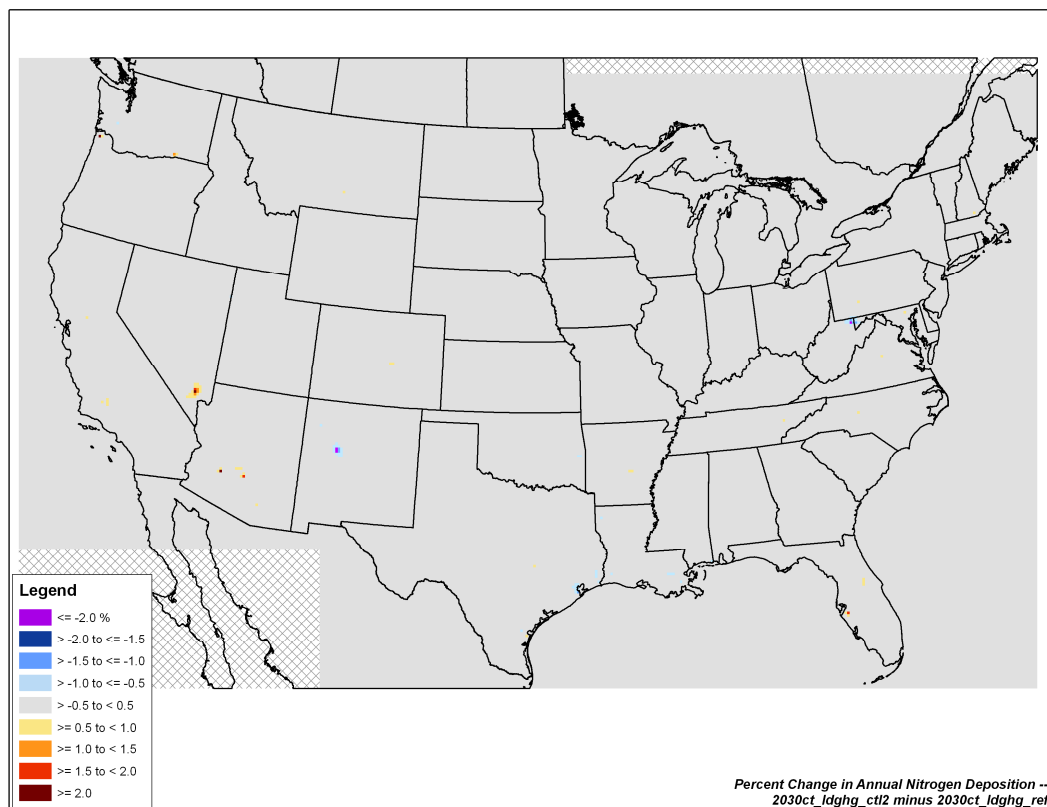 Legend
<= -2.0 %
> -2.0 to <= -1.5
> -1.5 to <= -1.0
> -1.0 to <= -0.5
> -0.5 to < 0.5
>= 0.5 to < 1.0
>= 1.0 to < 1.5
>= 1.5 to < 2.0
>= 2.0
Percent Change in Annual Nitrogen Deposition --
2030ct_ldghg_ctl2 minus 2030ct_ldghg_ref